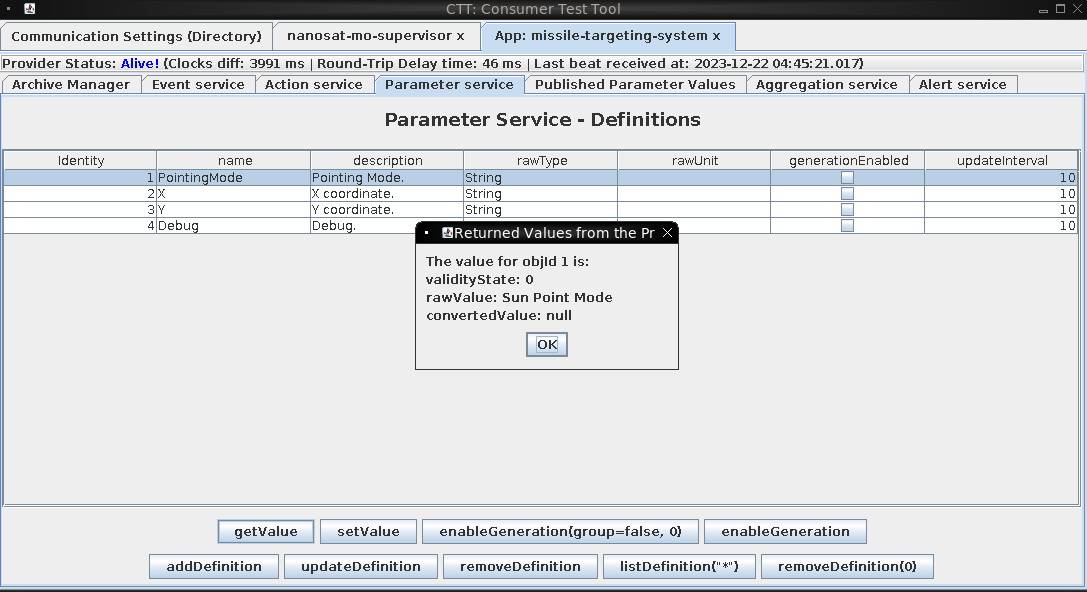 CTT: Consumer Test Tool
Communication Settings (Directory)
nanosat-mo-supervisor x
App: missile-targeting-system x
Provider Status: Alive! (Clocks diff: 3991 ms | Round-Trip Delay time: 46 ms | Last beat received at: 2023-12-22 04:45:21.017)
Archive Manager
Event service
Action service
Parameter service
Published Parameter Values
Aggregation service
Alert service
Parameter Service - Definitions
Identity name description rawType rawUnit generationEnabled updateInterval
1 PointingMode Pointing Mode. String 10
2 X X coordinate. String 10
3 Y Y coordinate. String 10
4 Debug Debug. 10
Returned Values from the Pr
The value for objId 1 is:
validityState: 0
rawValue: Sun Point Mode
convertedValue: null
OK
getValue
setValue
enableGeneration(group=false, 0)
enableGeneration
addDefinition
updateDefinition
removeDefinition
listDefinition("*")
removeDefinition(0)